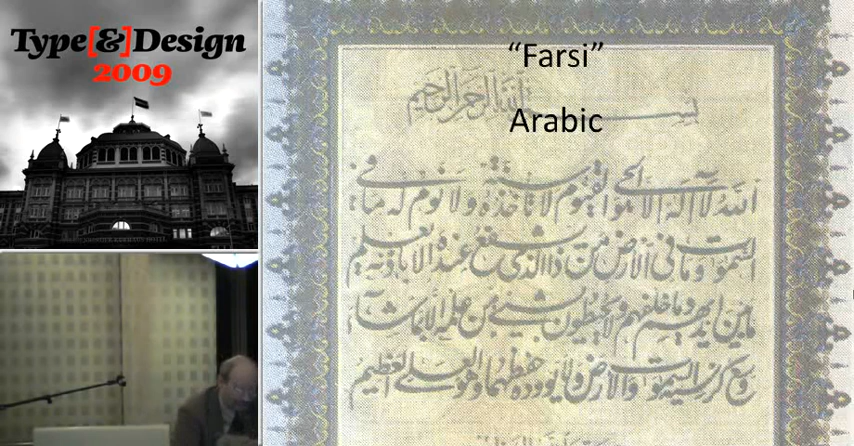 Type[&]Design
2009
“Farsi”
Arabic
بسم الله الرحمن الرحيم
الله لا اله الا هو الحي القيوم لا تاخذه سنة ولا نوم له ما في
السموات وما في الارض من ذا الذي يشفع عنده الا باذنه يعلم
ما بين ايديهم وما خلفهم ولا يحيطون بشيء من علمه الا بما شاء
وسع كرسيه السموات والارض ولا يؤده حفظهما وهو العلي العظيم